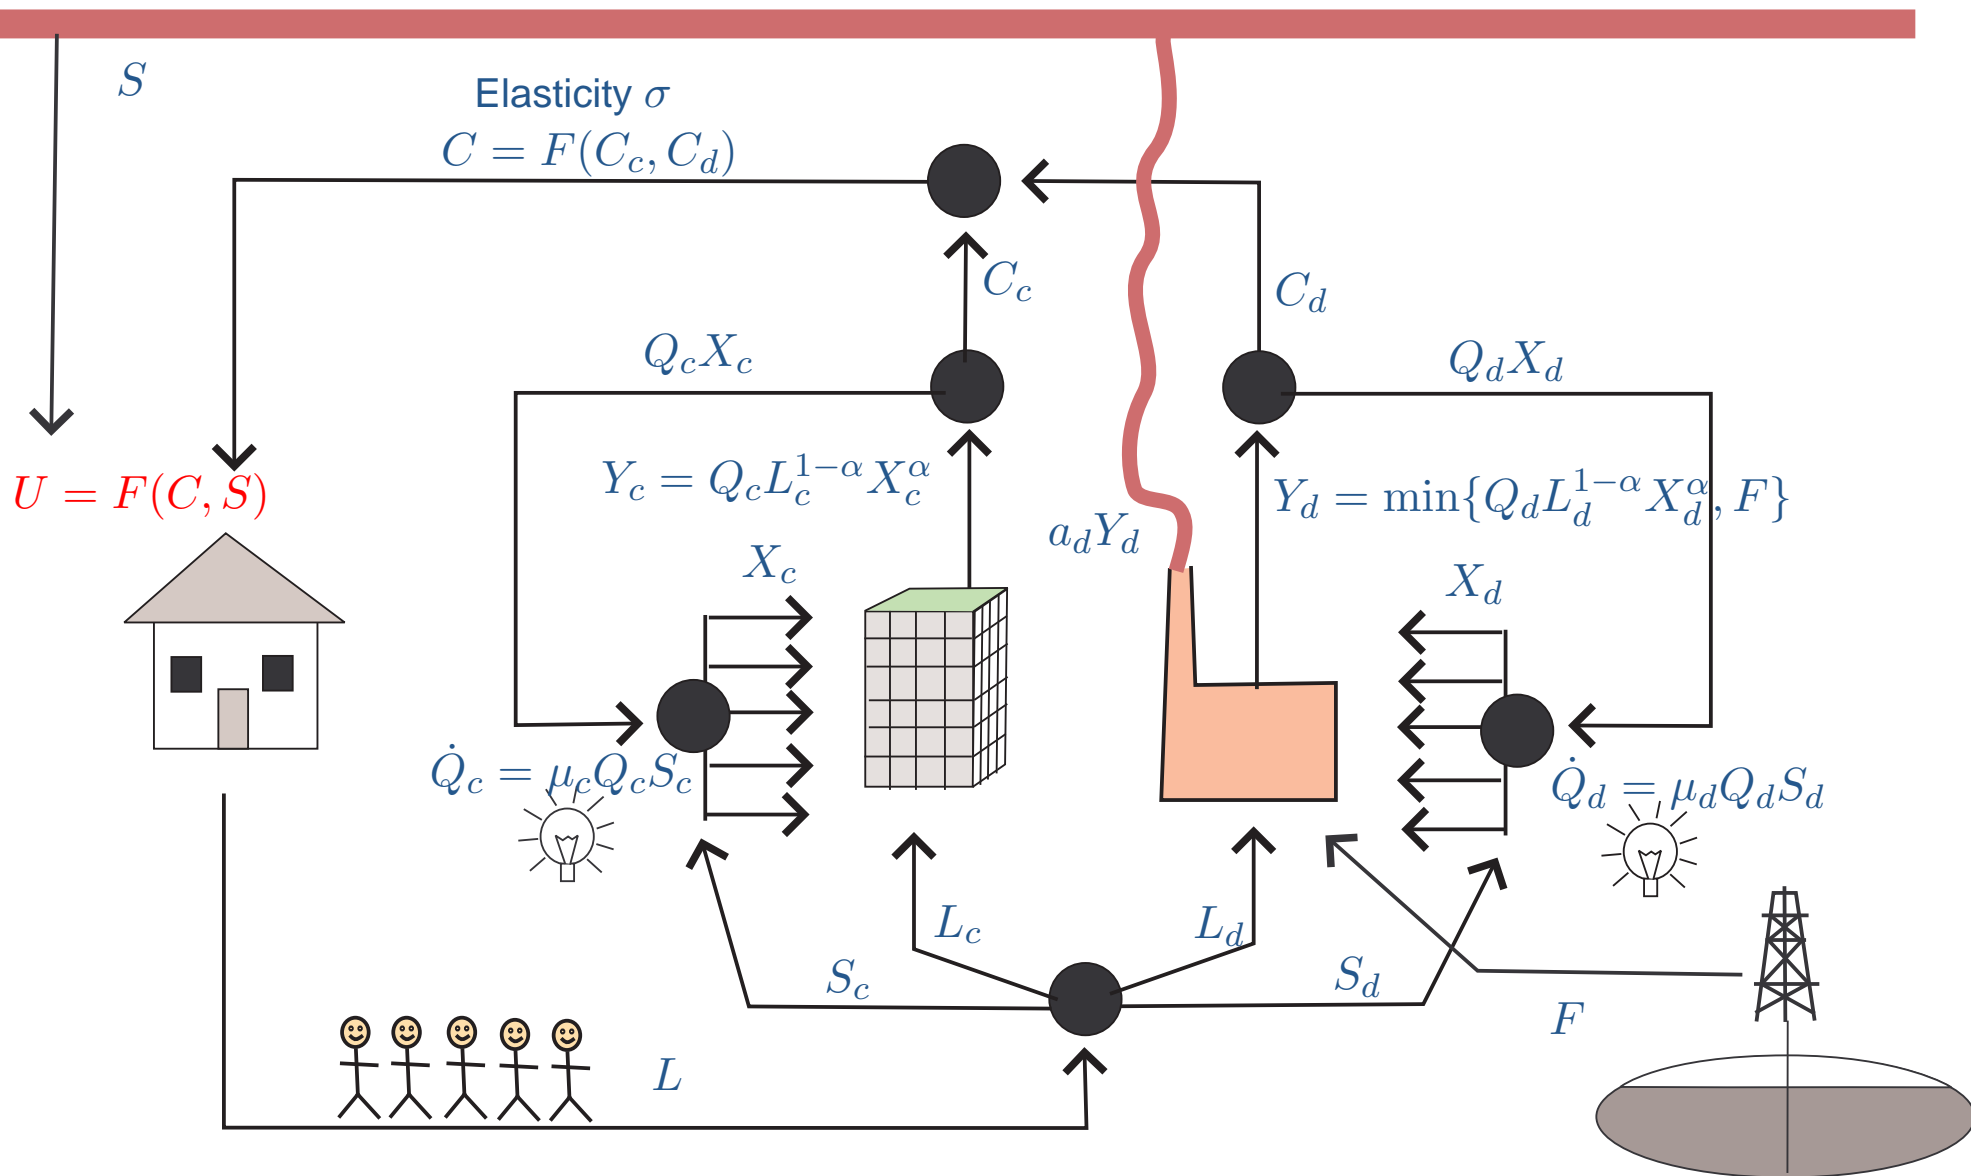 S
Elasticity σ
C = F(C_c, C_d)
C_c
C_d
Q_cX_c
Q_dX_d
U = F(C, S)
Y_c = Q_cL_c^{1−α}X_c^α
Y_d = min{Q_dL_d^{1−α}X_d^α, F}
a_dY_d
X_c
X_d
Q̇_c = μ_cQ_cS_c
Q̇_d = μ_dQ_dS_d
L_c
L_d
S_c
S_d
F
L